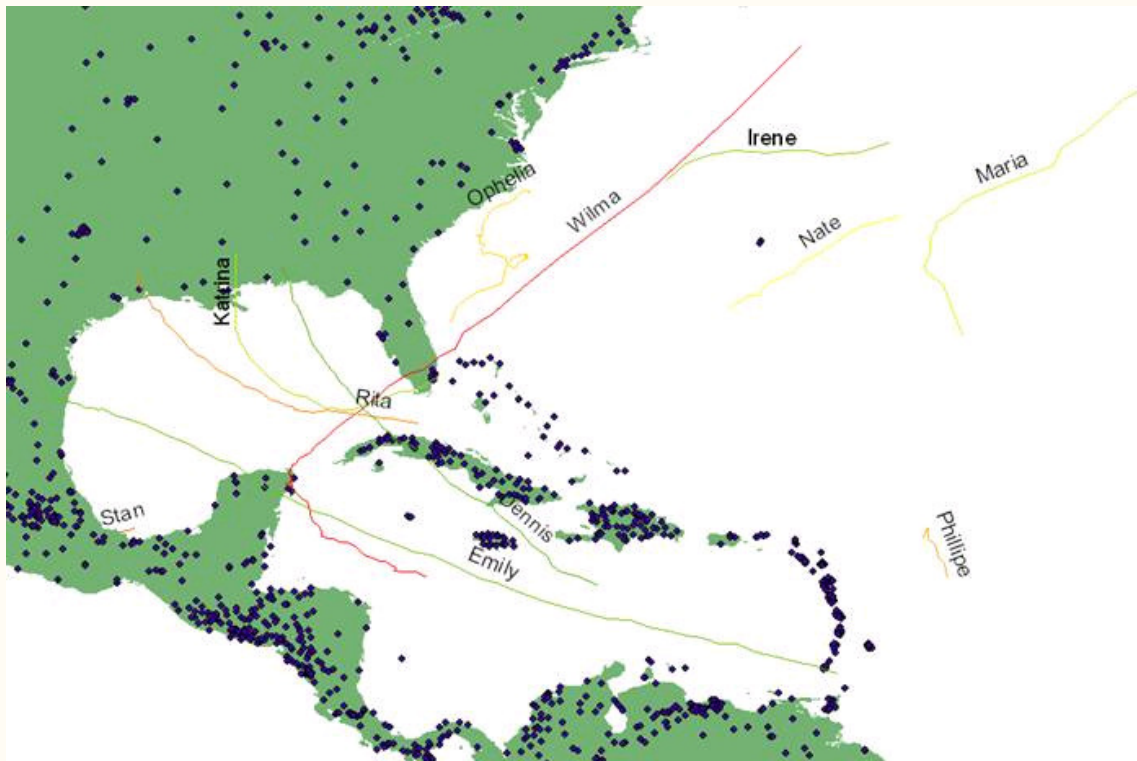 Irene
Maria
Ophelia
Wilma
Nate
Katrina
Rita
Stan
Dennis
Emily
Phillipe